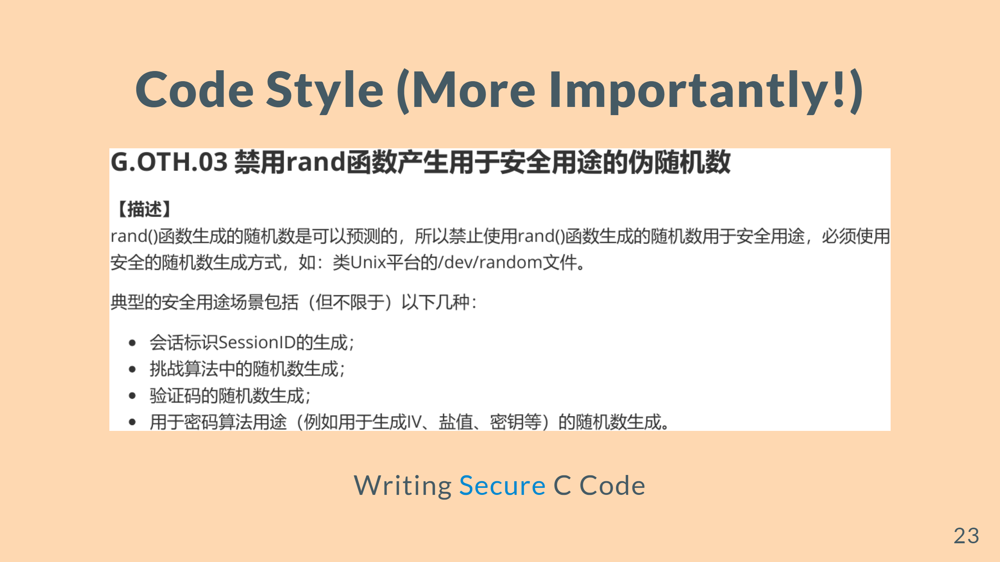 Code Style (More Importantly!)
G.OTH.03 禁用rand函数产生用于安全用途的伪随机数
【描述】
rand()函数生成的随机数是可以预测的，所以禁止使用rand()函数生成的随机数用于安全用途，必须使用
安全的随机数生成方式，如：类Unix平台的/dev/random文件。
典型的安全用途场景包括（但不限于）以下几种：
• 会话标识SessionID的生成；
• 挑战算法中的随机数生成；
• 验证码的随机数生成；
• 用于密码算法用途（例如用于生成IV、盐值、密钥等）的随机数生成。
Writing Secure C Code
23